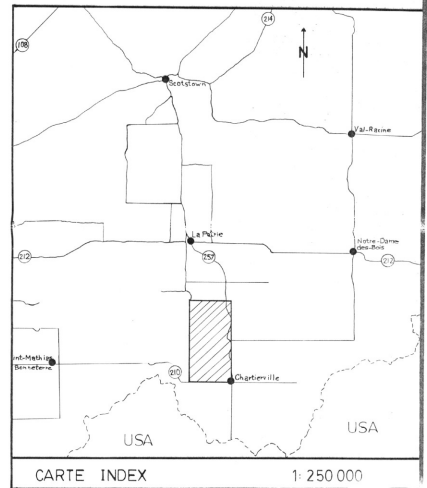 214
108
N
Scotstown
Val-Racine
La Patrie
Notre-Dame
des-Bois
212
257
212
int-Mathias
Bonneterre
210
Chartierville
USA
USA
CARTE INDEX 1:250 000